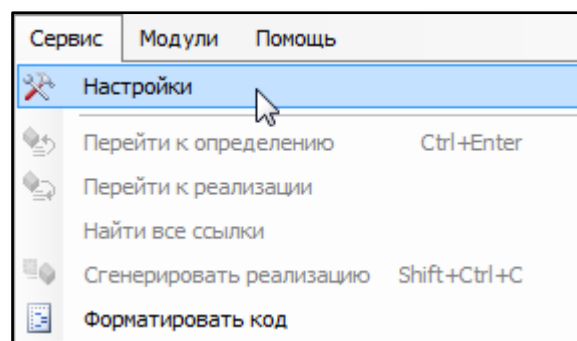 Сервис Модули Помощь
Настройки
Перейти к определению Ctrl+Enter
Перейти к реализации
Найти все ссылки
Сгенерировать реализацию Shift+Ctrl+C
Форматировать код